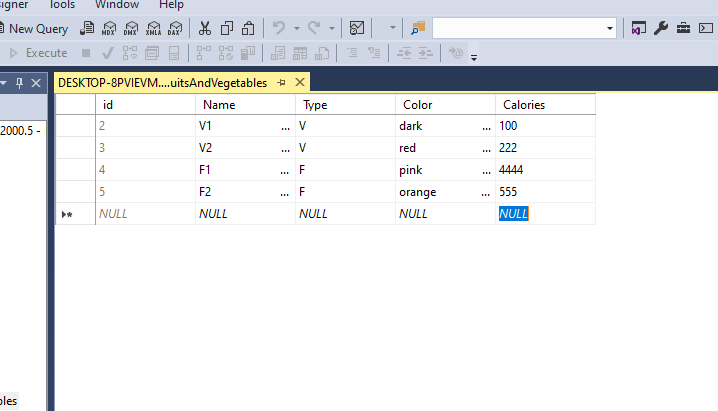 signer Tools Window Help
New Query MDX DMX XMLA DAX
Execute
DESKTOP-8PVIEVM....uitsAndVegetables
2000.5 -
id Name Type Color Calories
2 V1 ... V dark ... 100
3 V2 ... V red ... 222
4 F1 ... F pink ... 4444
5 F2 ... F orange ... 555
NULL NULL NULL NULL NULL
bles